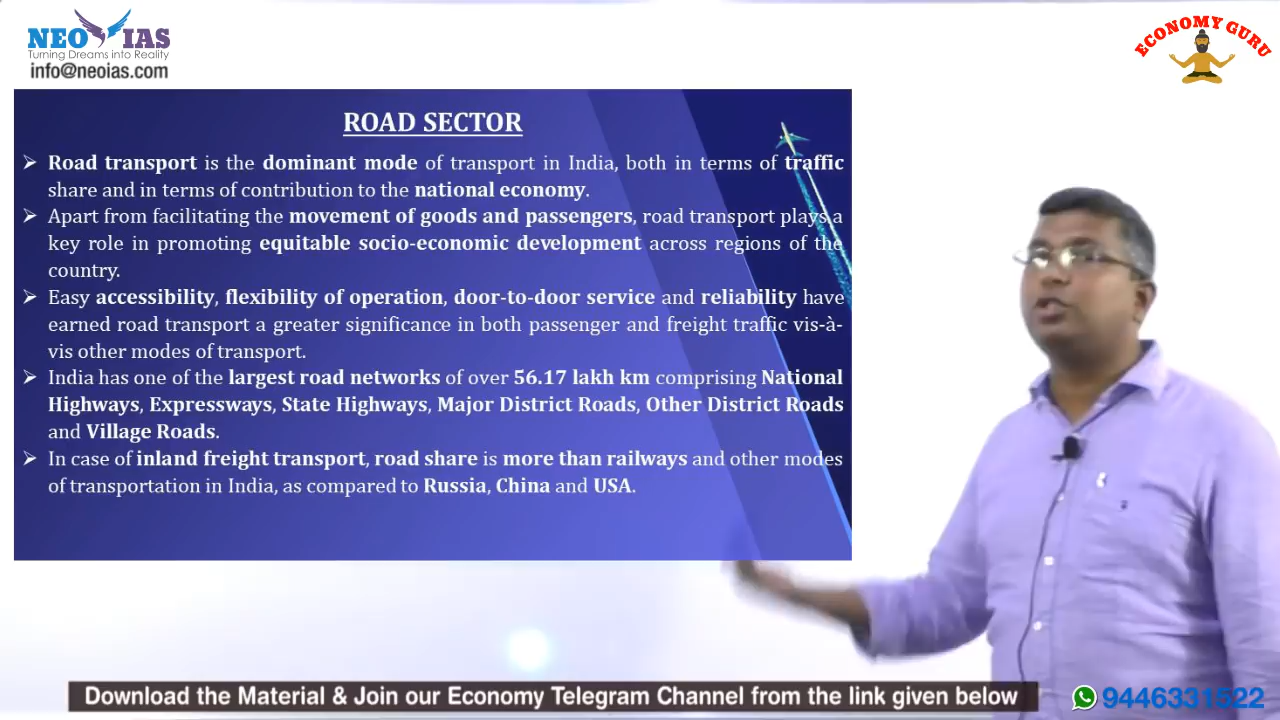 NEO IAS
Turning Dreams into Reality
info@neoias.com
ECONOMY GURU
ROAD SECTOR
➢ Road transport is the dominant mode of transport in India, both in terms of traffic
share and in terms of contribution to the national economy.
➢ Apart from facilitating the movement of goods and passengers, road transport plays a
key role in promoting equitable socio-economic development across regions of the
country.
➢ Easy accessibility, flexibility of operation, door-to-door service and reliability have
earned road transport a greater significance in both passenger and freight traffic vis-à-
vis other modes of transport.
➢ India has one of the largest road networks of over 56.17 lakh km comprising National
Highways, Expressways, State Highways, Major District Roads, Other District Roads
and Village Roads.
➢ In case of inland freight transport, road share is more than railways and other modes
of transportation in India, as compared to Russia, China and USA.
Download the Material & Join our Economy Telegram Channel from the link given below
9446331522